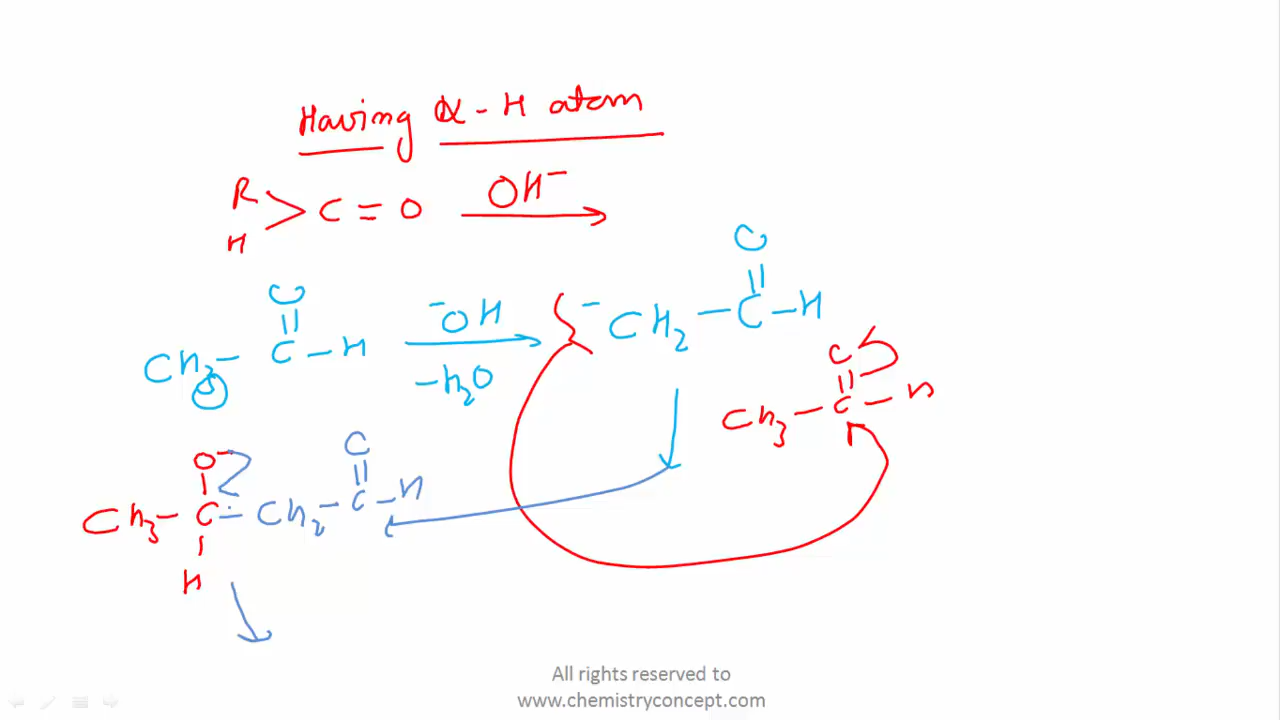 Having α - H atom
R
H > C = O OH⁻ →
O
||
CH₃ - C - H ⁻OH → -H₂O
O
||
⁻CH₂ - C - H
O
||
CH₃ - C - H
O⁻ O
| ||
CH₃ - C - CH₂ - C - H
|
H
All rights reserved to
www.chemistryconcept.com